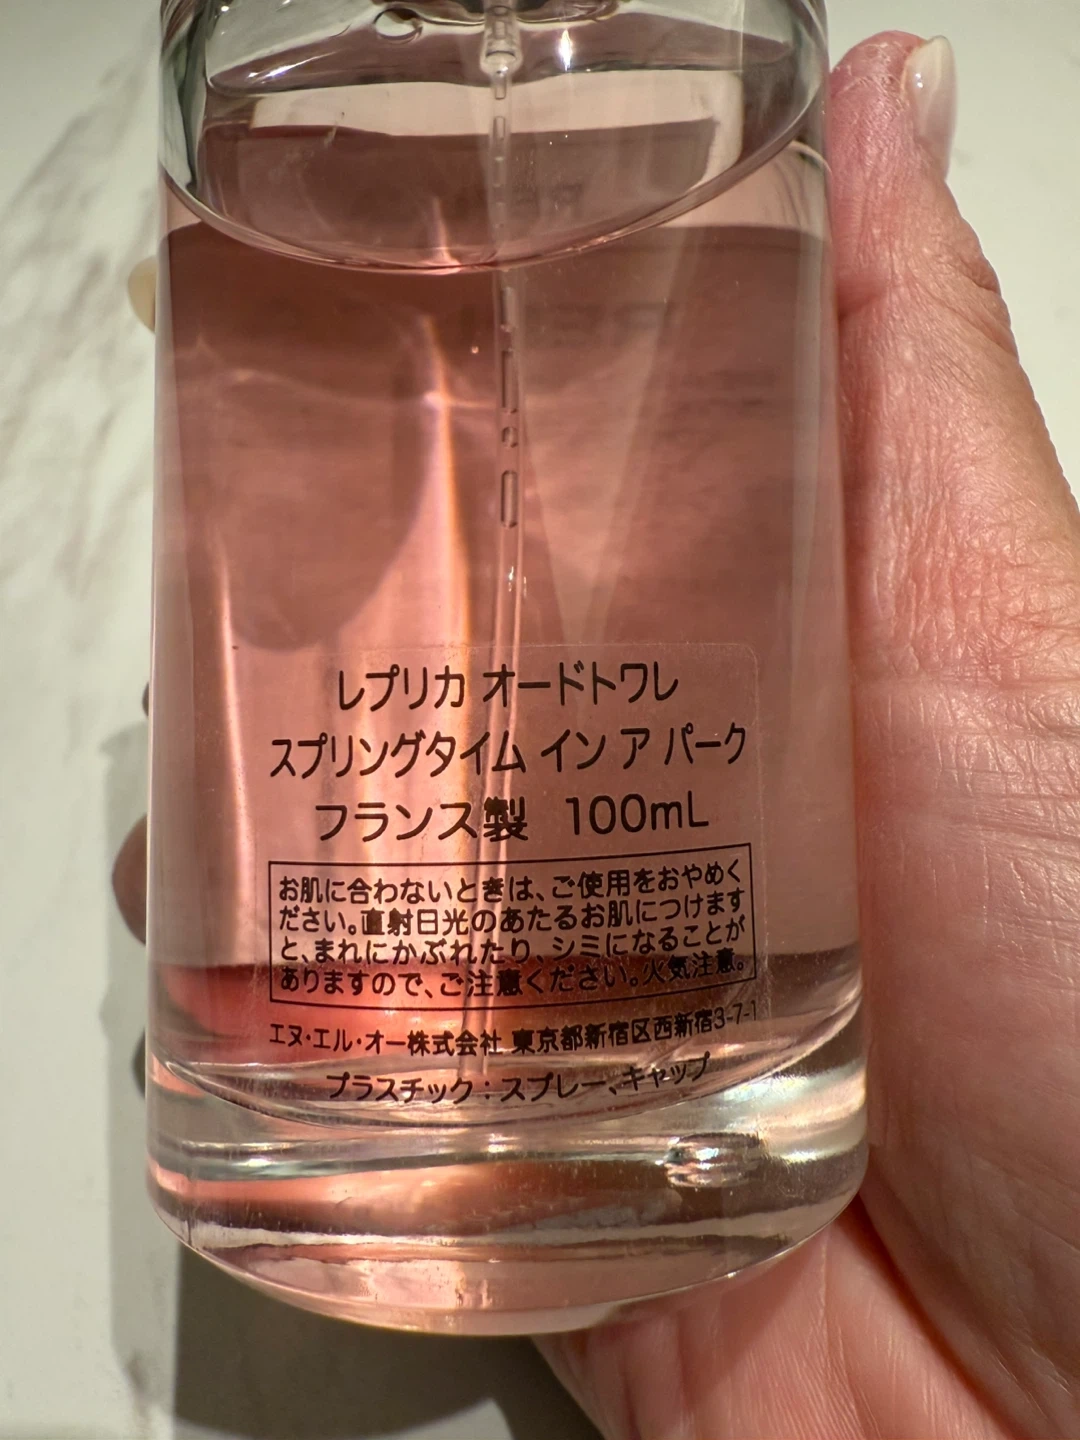 レプリカ オードトワレ
スプリングタイム イン ア パーク
フランス製 100mL
お肌に合わないときは、ご使用をおやめく
ださい。直射日光のあたるお肌につけます
と、まれにかぶれたり、シミになることが
ありますので、ご注意ください。火気注意。
エヌ・エル・オー株式会社 東京都新宿区西新宿3-7-1
プラスチック：スプレー、キャップ